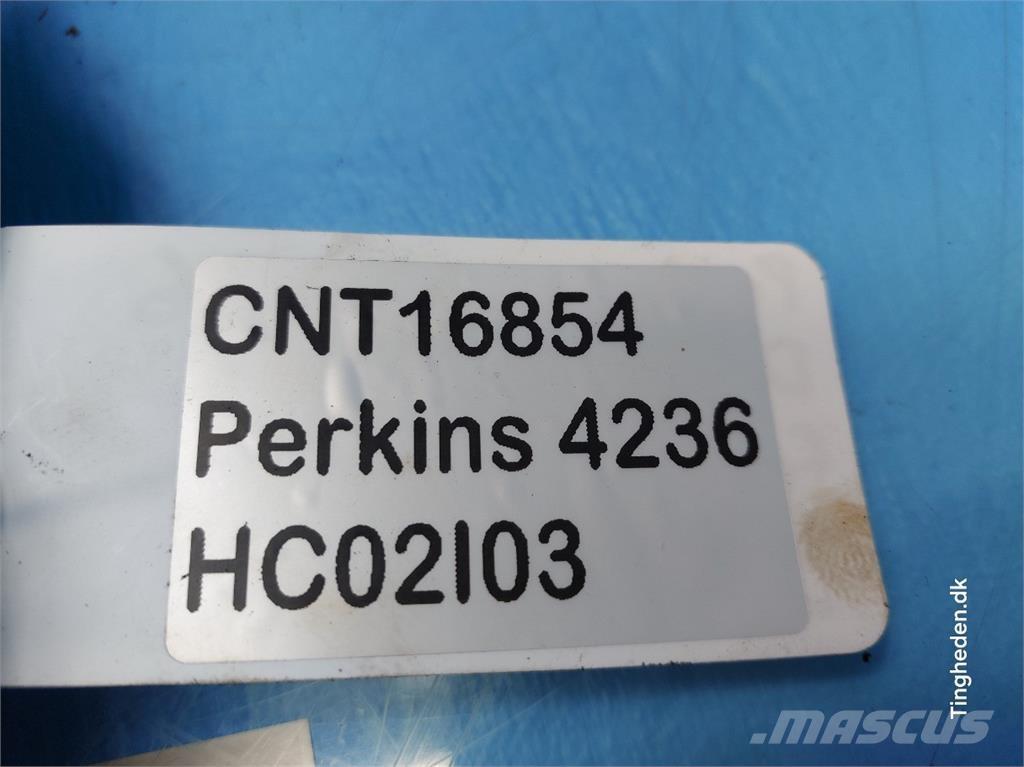 CNT16854
Perkins 4236
HC02I03
Tingheden.dk
MASCUS